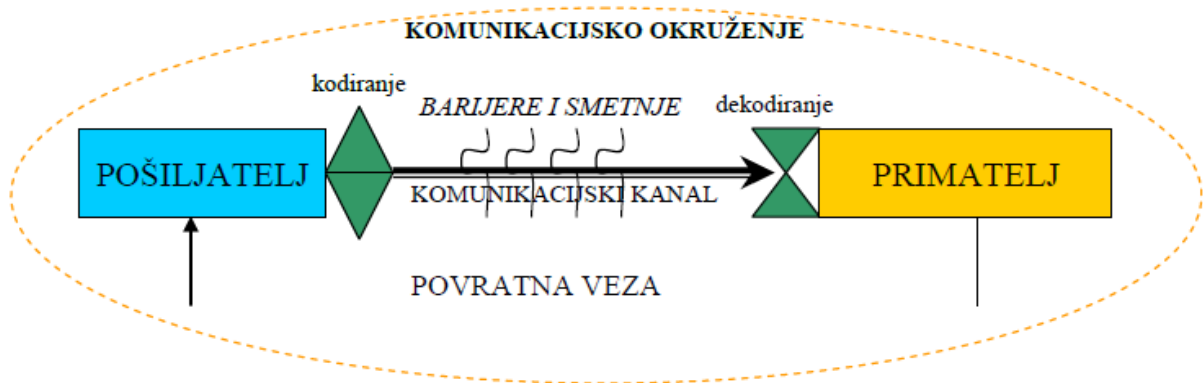 KOMUNIKACIJSKO OKRUŽENJE
kodiranje
BARIJERE I SMETNJE
dekodiranje
POŠILJATELJ
PRIMATELJ
KOMUNIKACIJSKI KANAL
POVRATNA VEZA